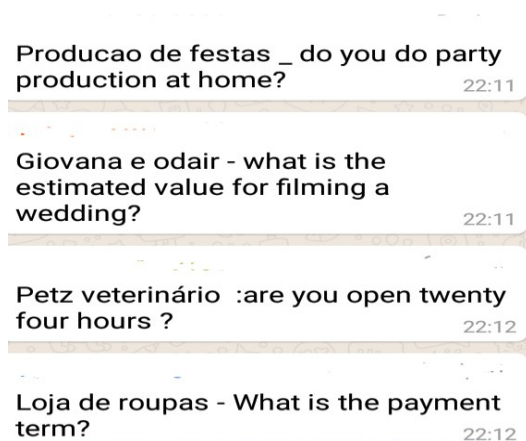 Producao de festas _ do you do party
production at home?
22:11
Giovana e odair - what is the
estimated value for filming a
wedding?
22:11
Petz veterinário  :are you open twenty
four hours ?
22:12
Loja de roupas - What is the payment
term?
22:12